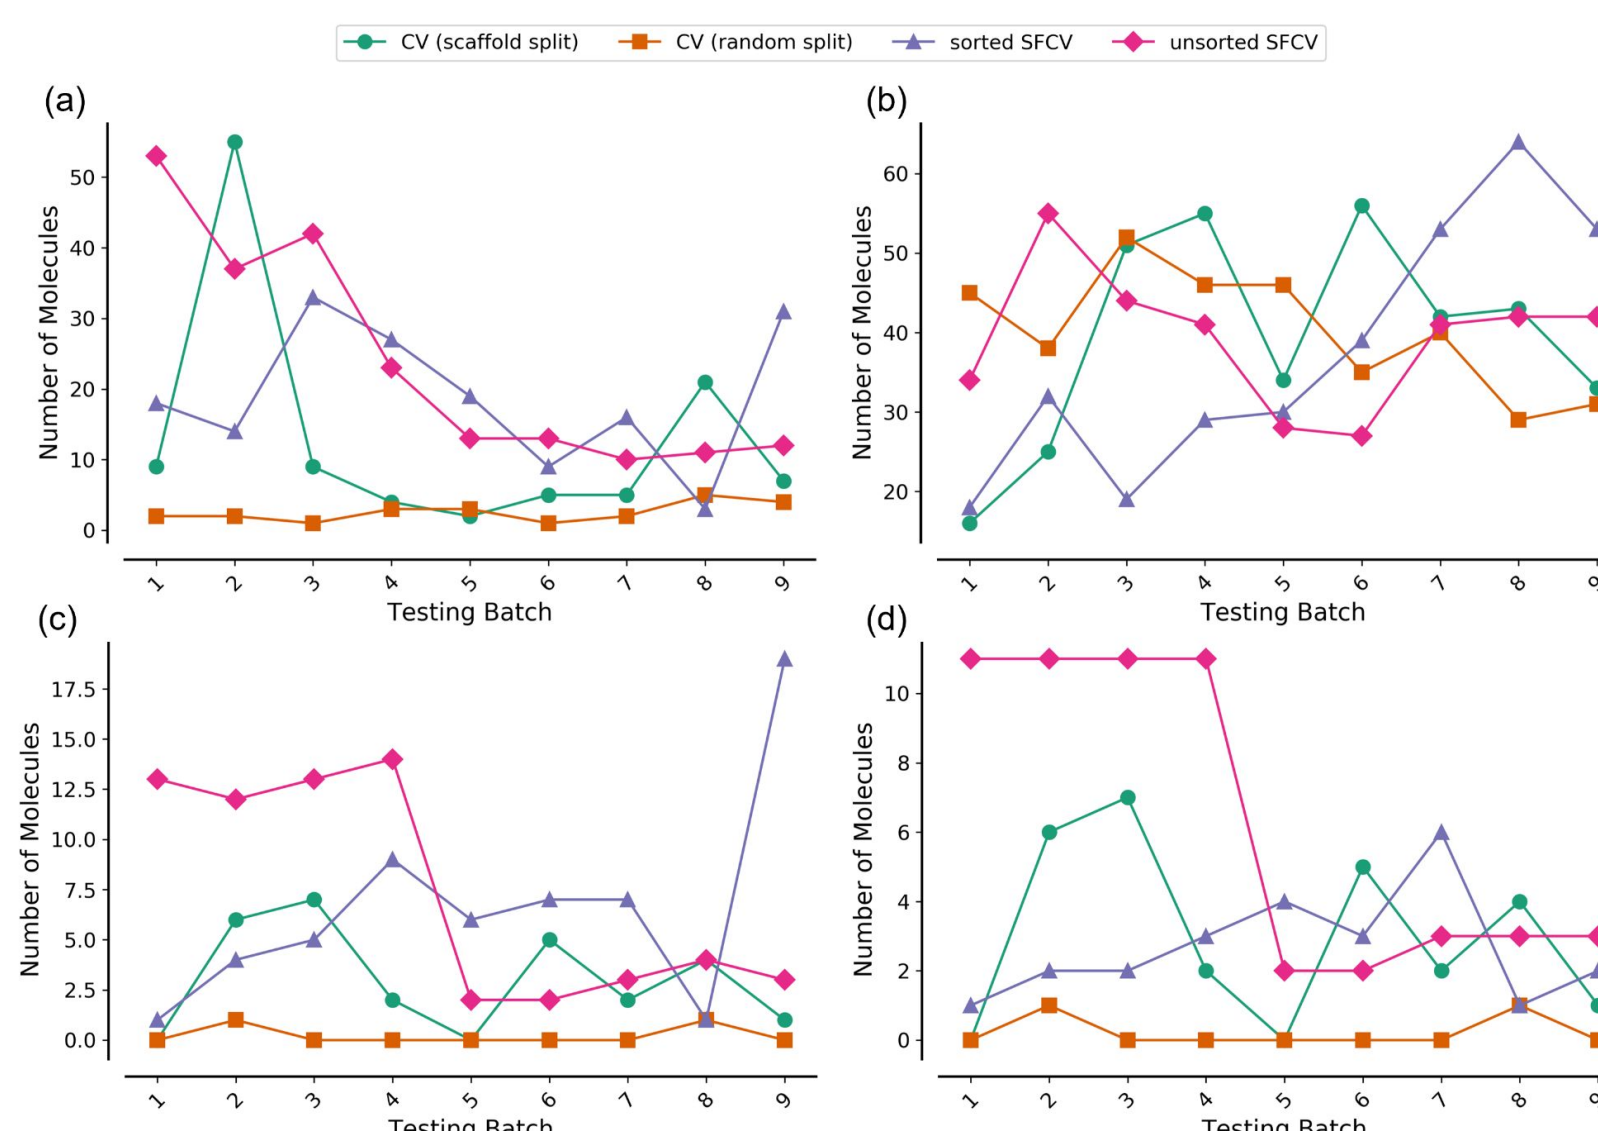 CV (scaffold split) CV (random split) sorted SFCV unsorted SFCV
(a)
Number of Molecules
50
40
30
20
10
0
1 2 3 4 5 6 7 8 9
Testing Batch
(b)
Number of Molecules
60
50
40
30
20
1 2 3 4 5 6 7 8 9
Testing Batch
(c)
Number of Molecules
17.5
15.0
12.5
10.0
7.5
5.0
2.5
0.0
1 2 3 4 5 6 7 8 9
Testing Batch
(d)
Number of Molecules
10
8
6
4
2
0
1 2 3 4 5 6 7 8 9
Testing Batch